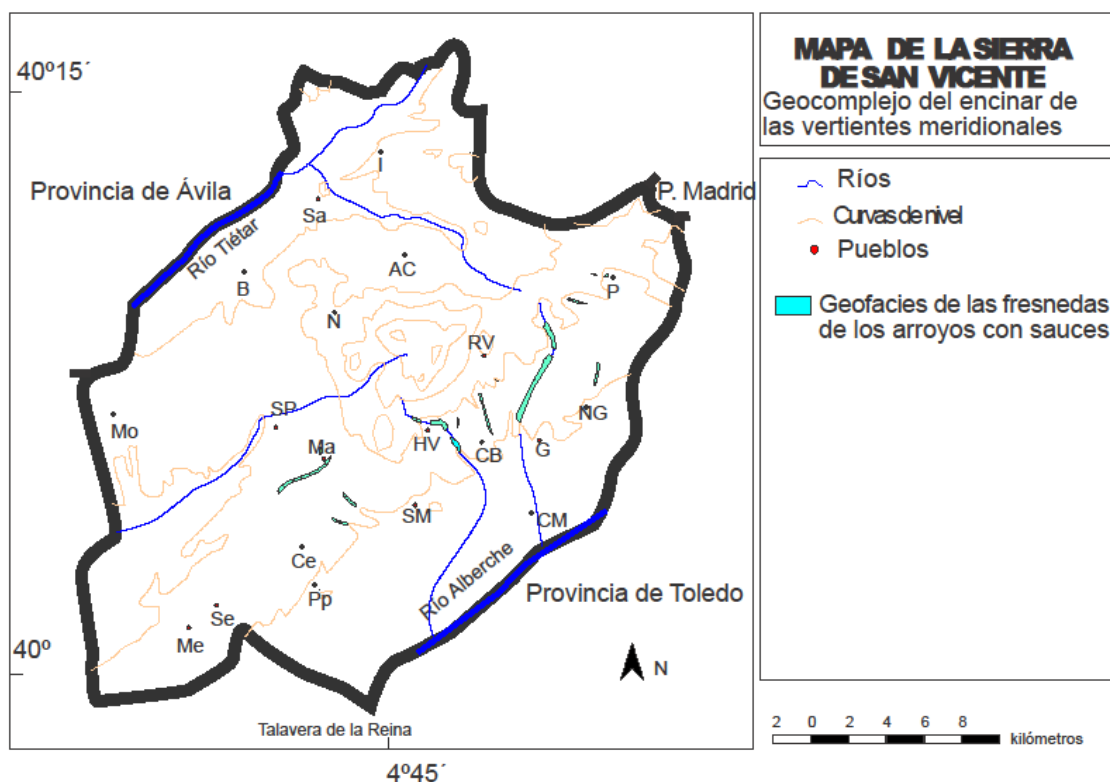 MAPA DE LA SIERRA
DE SAN VICENTE
Geocomplejo del encinar de
las vertientes meridionales
Ríos
Curvas de nivel
Pueblos
Geofacies de las fresnedas
de los arroyos con sauces
40º15´
Provincia de Ávila
P. Madrid
I
Sa
Río Tiétar
AC
B
P
N
RV
NG
SP
Mo
HV
CB
G
Ma
SM
CM
Ce
Río Alberche
Provincia de Toledo
Pp
Se
Me
40º
N
Talavera de la Reina
4º45´
2 0 2 4 6 8
kilómetros